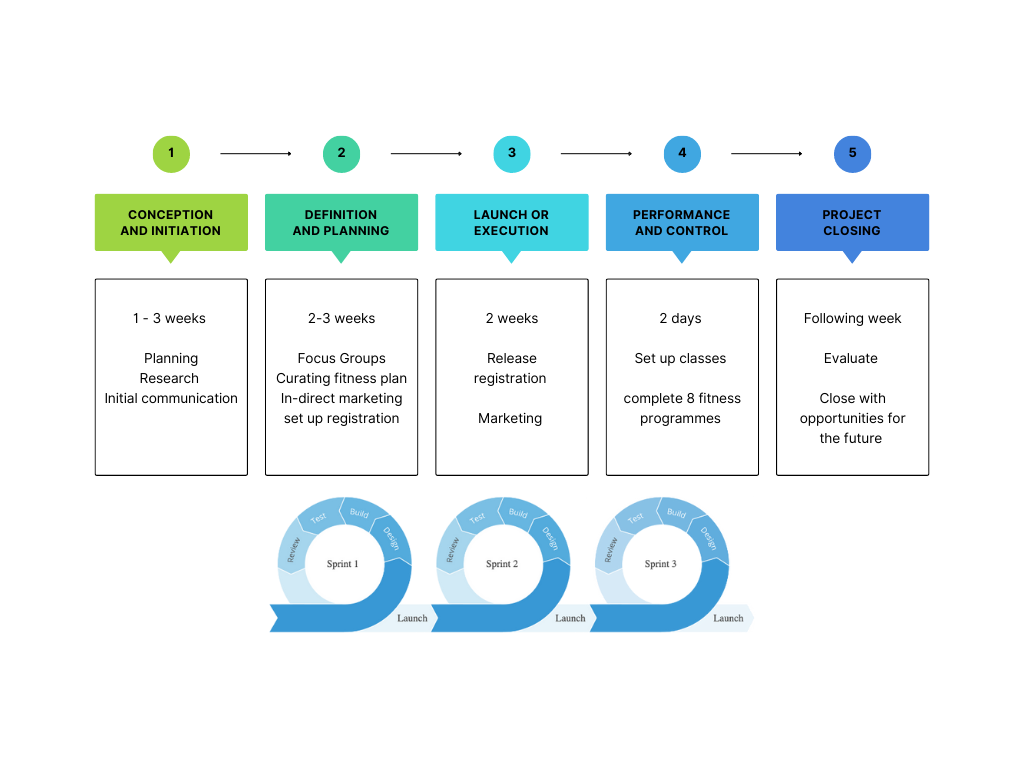 1
2
3
4
5
CONCEPTION
AND INITIATION
DEFINITION
AND PLANNING
LAUNCH OR
EXECUTION
PERFORMANCE
AND CONTROL
PROJECT
CLOSING
1 - 3 weeks
Planning
Research
Initial communication
2-3 weeks
Focus Groups
Curating fitness plan
In-direct marketing
set up registration
2 weeks
Release
registration
Marketing
2 days
Set up classes
complete 8 fitness
programmes
Following week
Evaluate
Close with
opportunities for
the future
Review
Test
Build
Design
Sprint 1
Launch
Review
Test
Build
Design
Sprint 2
Launch
Review
Test
Build
Design
Sprint 3
Launch